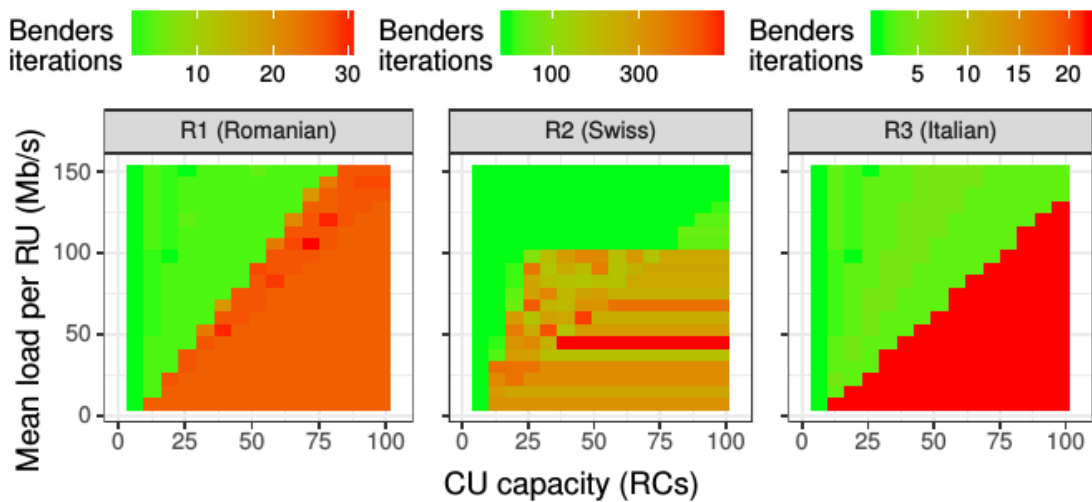 Benders iterations
10 20 30
Benders iterations
100 300
Benders iterations
5 10 15 20
R1 (Romanian)
R2 (Swiss)
R3 (Italian)
Mean load per RU (Mb/s)
150
100
50
0
0 25 50 75 100
0 25 50 75 100
0 25 50 75 100
CU capacity (RCs)